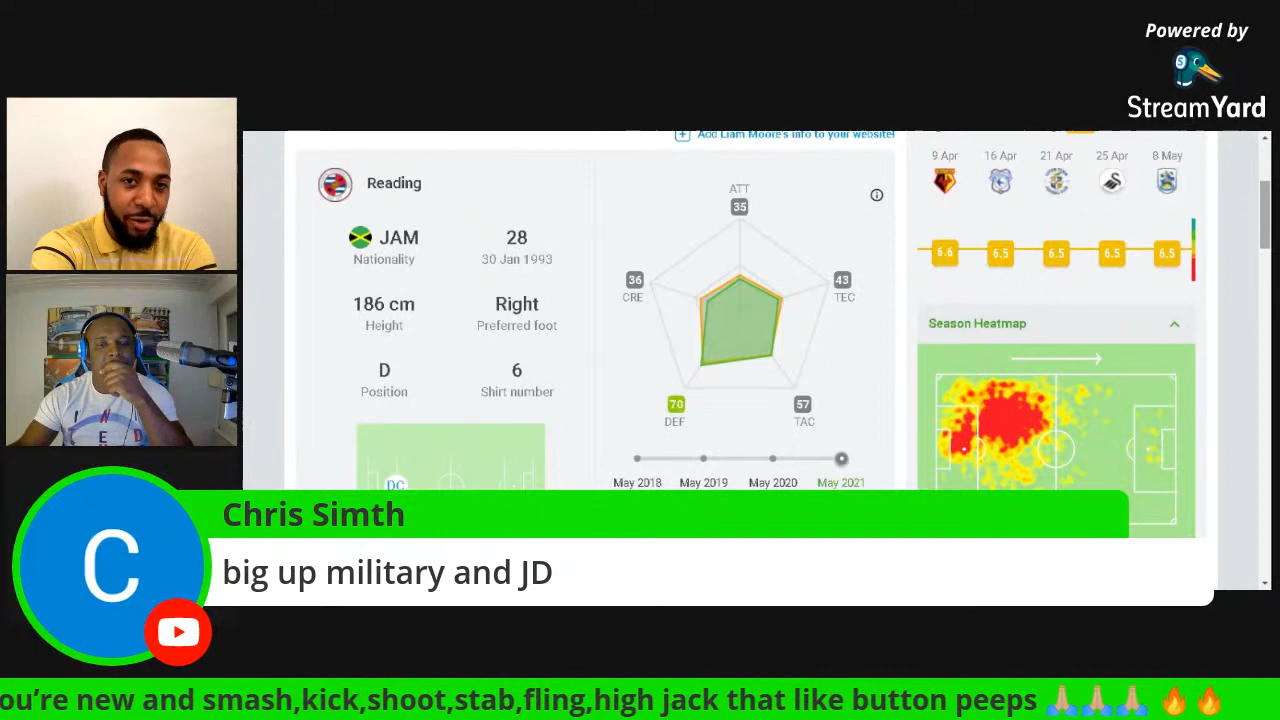 Powered by
StreamYard
Add Liam Moore's info to your website!
Reading
JAM
Nationality
28
30 Jan 1993
186 cm
Height
Right
Preferred foot
D
Position
6
Shirt number
DC
ATT
35
36
CRE
43
TEC
70
DEF
57
TAC
May 2018 May 2019 May 2020 May 2021
9 Apr 16 Apr 21 Apr 25 Apr 8 May
6.6 6.5 6.5 6.5 6.5
Season Heatmap
C
Chris Simth
big up military and JD
ou're new and smash,kick,shoot,stab,fling,high jack that like button peeps 🙏🏼🙏🏼🙏🏼 🔥🔥